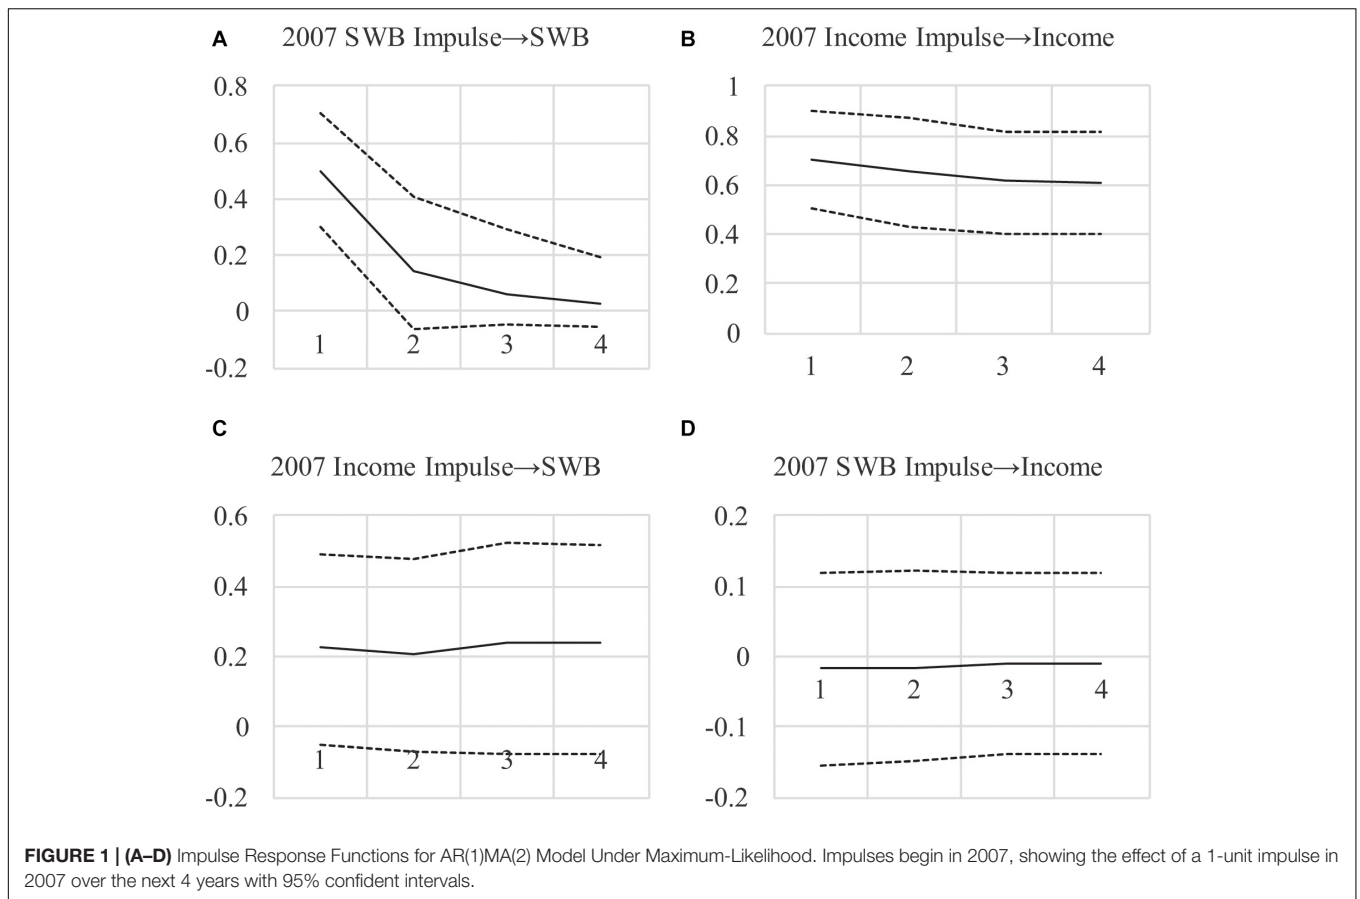 A
2007 SWB Impulse→SWB
0.8
0.6
0.4
0.2
0
-0.2
1 2 3 4
B
2007 Income Impulse→Income
1
0.8
0.6
0.4
0.2
0
1 2 3 4
C
2007 Income Impulse→SWB
0.6
0.4
0.2
0
-0.2
1 2 3 4
D
2007 SWB Impulse→Income
0.2
0.1
0
-0.1
-0.2
1 2 3 4
FIGURE 1 | (A–D) Impulse Response Functions for AR(1)MA(2) Model Under Maximum-Likelihood. Impulses begin in 2007, showing the effect of a 1-unit impulse in
2007 over the next 4 years with 95% confident intervals.